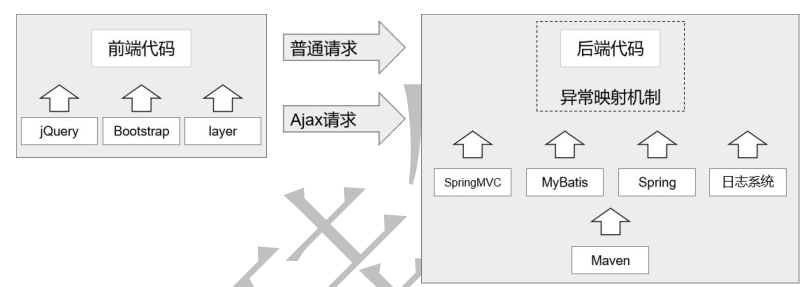 前端代码
jQuery
Bootstrap
layer
普通请求
Ajax请求
后端代码
异常映射机制
SpringMVC
MyBatis
Spring
日志系统
Maven